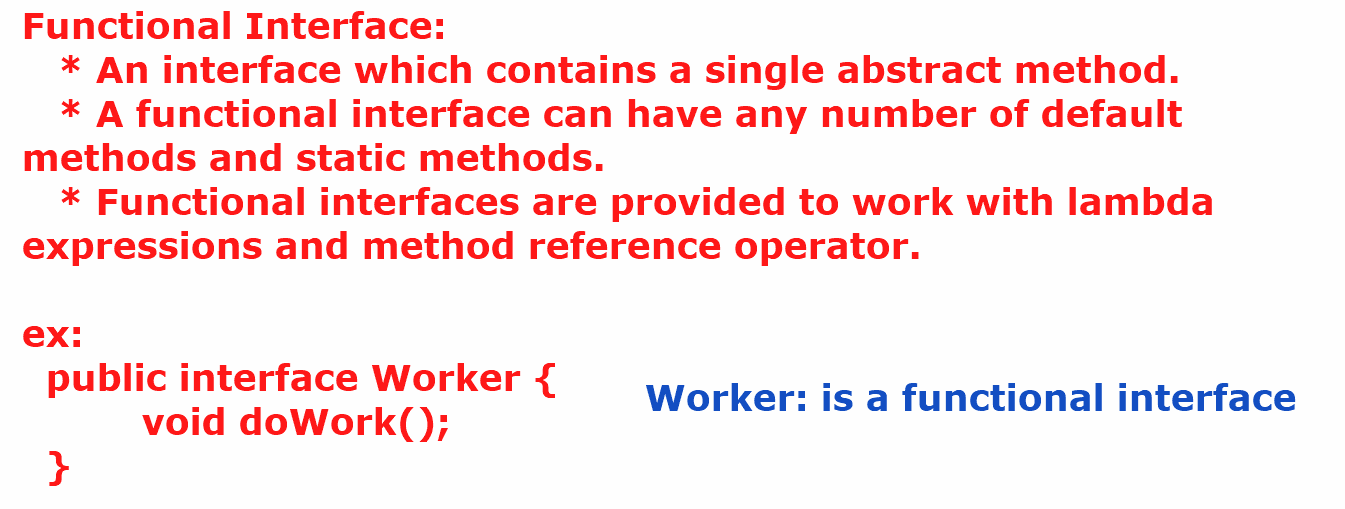 Functional Interface:
* An interface which contains a single abstract method.
* A functional interface can have any number of default
methods and static methods.
* Functional interfaces are provided to work with lambda
expressions and method reference operator.
ex:
public interface Worker {
void doWork();
}
Worker: is a functional interface